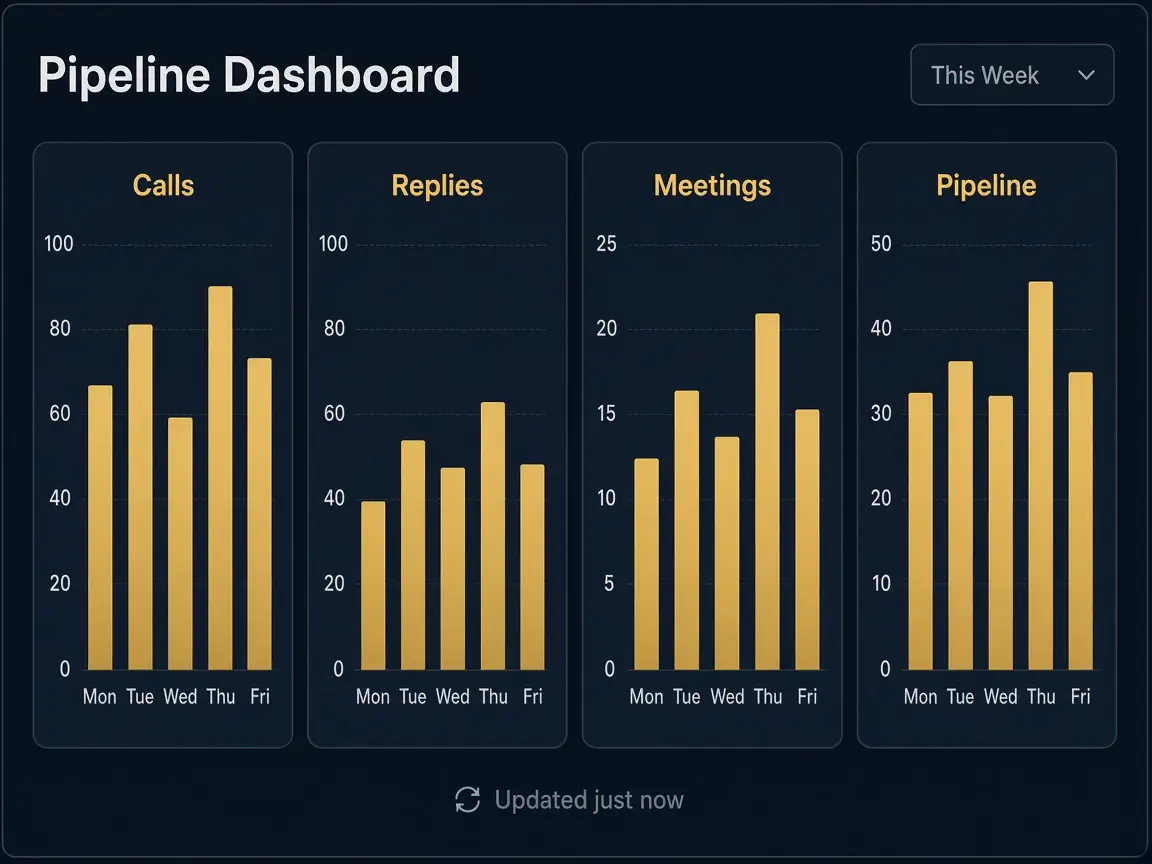 Pipeline Dashboard
This Week
Calls
100
80
60
40
20
0
Mon Tue Wed Thu Fri
Replies
100
80
60
40
20
0
Mon Tue Wed Thu Fri
Meetings
25
20
15
10
5
0
Mon Tue Wed Thu Fri
Pipeline
50
40
30
20
10
0
Mon Tue Wed Thu Fri
Updated just now